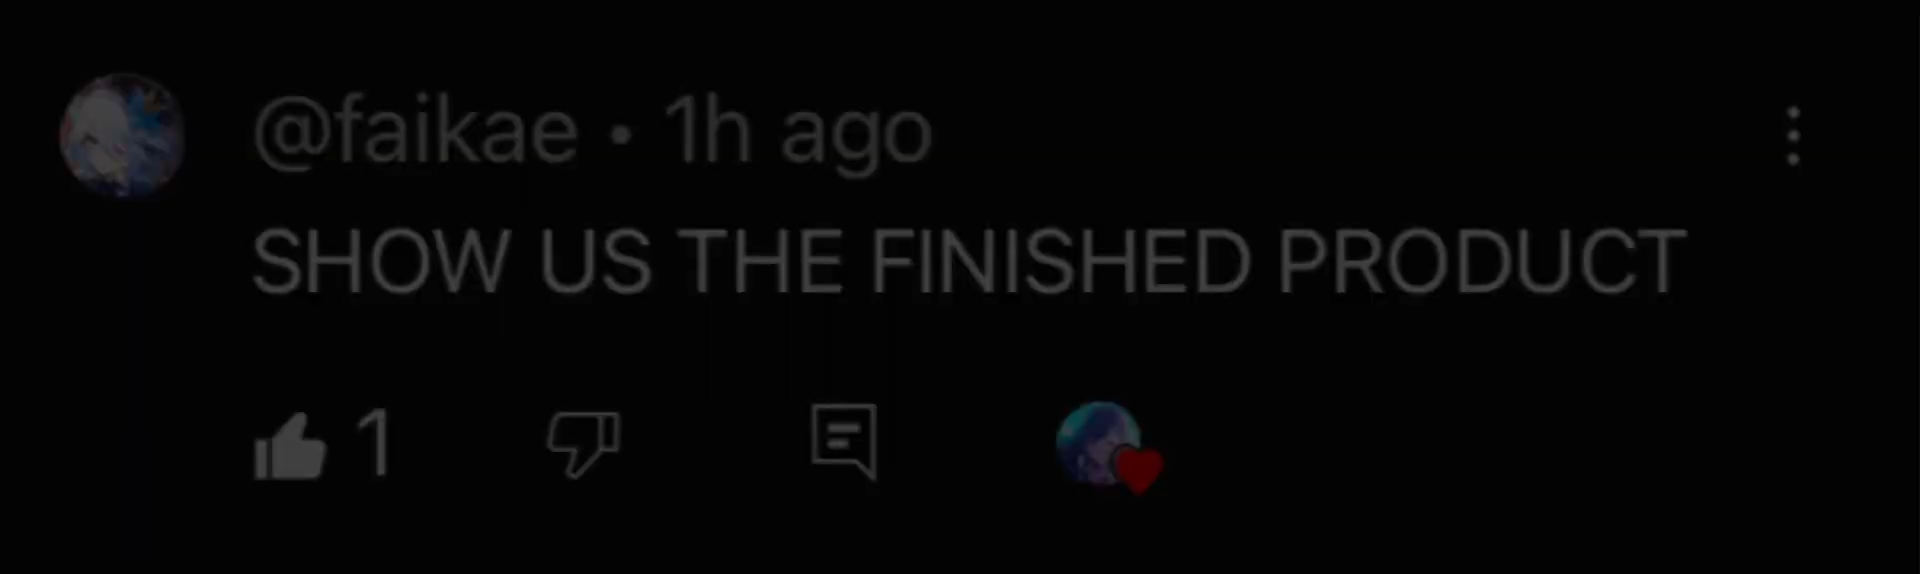 @faikae • 1h ago
SHOW US THE FINISHED PRODUCT
1